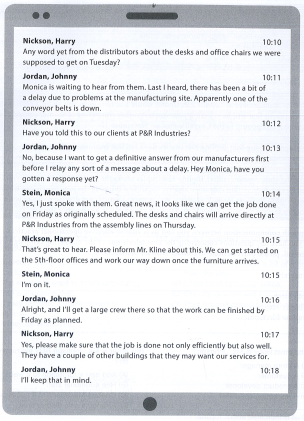 Nickson, Harry 10:10
Any word yet from the distributors about the desks and office chairs we
were supposed to get on Tuesday?
Jordan, Johnny 10:11
Monica is waiting to hear from them. Last I heard, there has been a bit of
a delay due to problems at the manufacturing site. Apparently one of the
conveyor belts is down.
Nickson, Harry 10:12
Have you told this to our clients at P&R Industries?
Jordan, Johnny 10:13
No, because I want to get a definitive answer from our manufacturers first
before I relay any sort of a message about a delay. Hey Monica, have you
gotten a response yet?
Stein, Monica 10:14
Yes, I just spoke with them. Great news, it looks like we can get the job done
on Friday as originally scheduled. The desks and chairs will arrive directly at
P&R Industries from the assembly lines on Thursday.
Nickson, Harry 10:15
That's great to hear. Please inform Mr. Kline about this. We can get started on
the 5th-floor offices and work our way down once the furniture arrives.
Stein, Monica 10:15
I'm on it.
Jordan, Johnny 10:16
Alright, and I'll get a large crew there so that the work can be finished by
Friday as planned.
Nickson, Harry 10:17
Yes, please make sure that the job is done not only efficiently but also well.
They have a couple of other buildings that they may want our services for.
Jordan, Johnny 10:18
I'll keep that in mind.